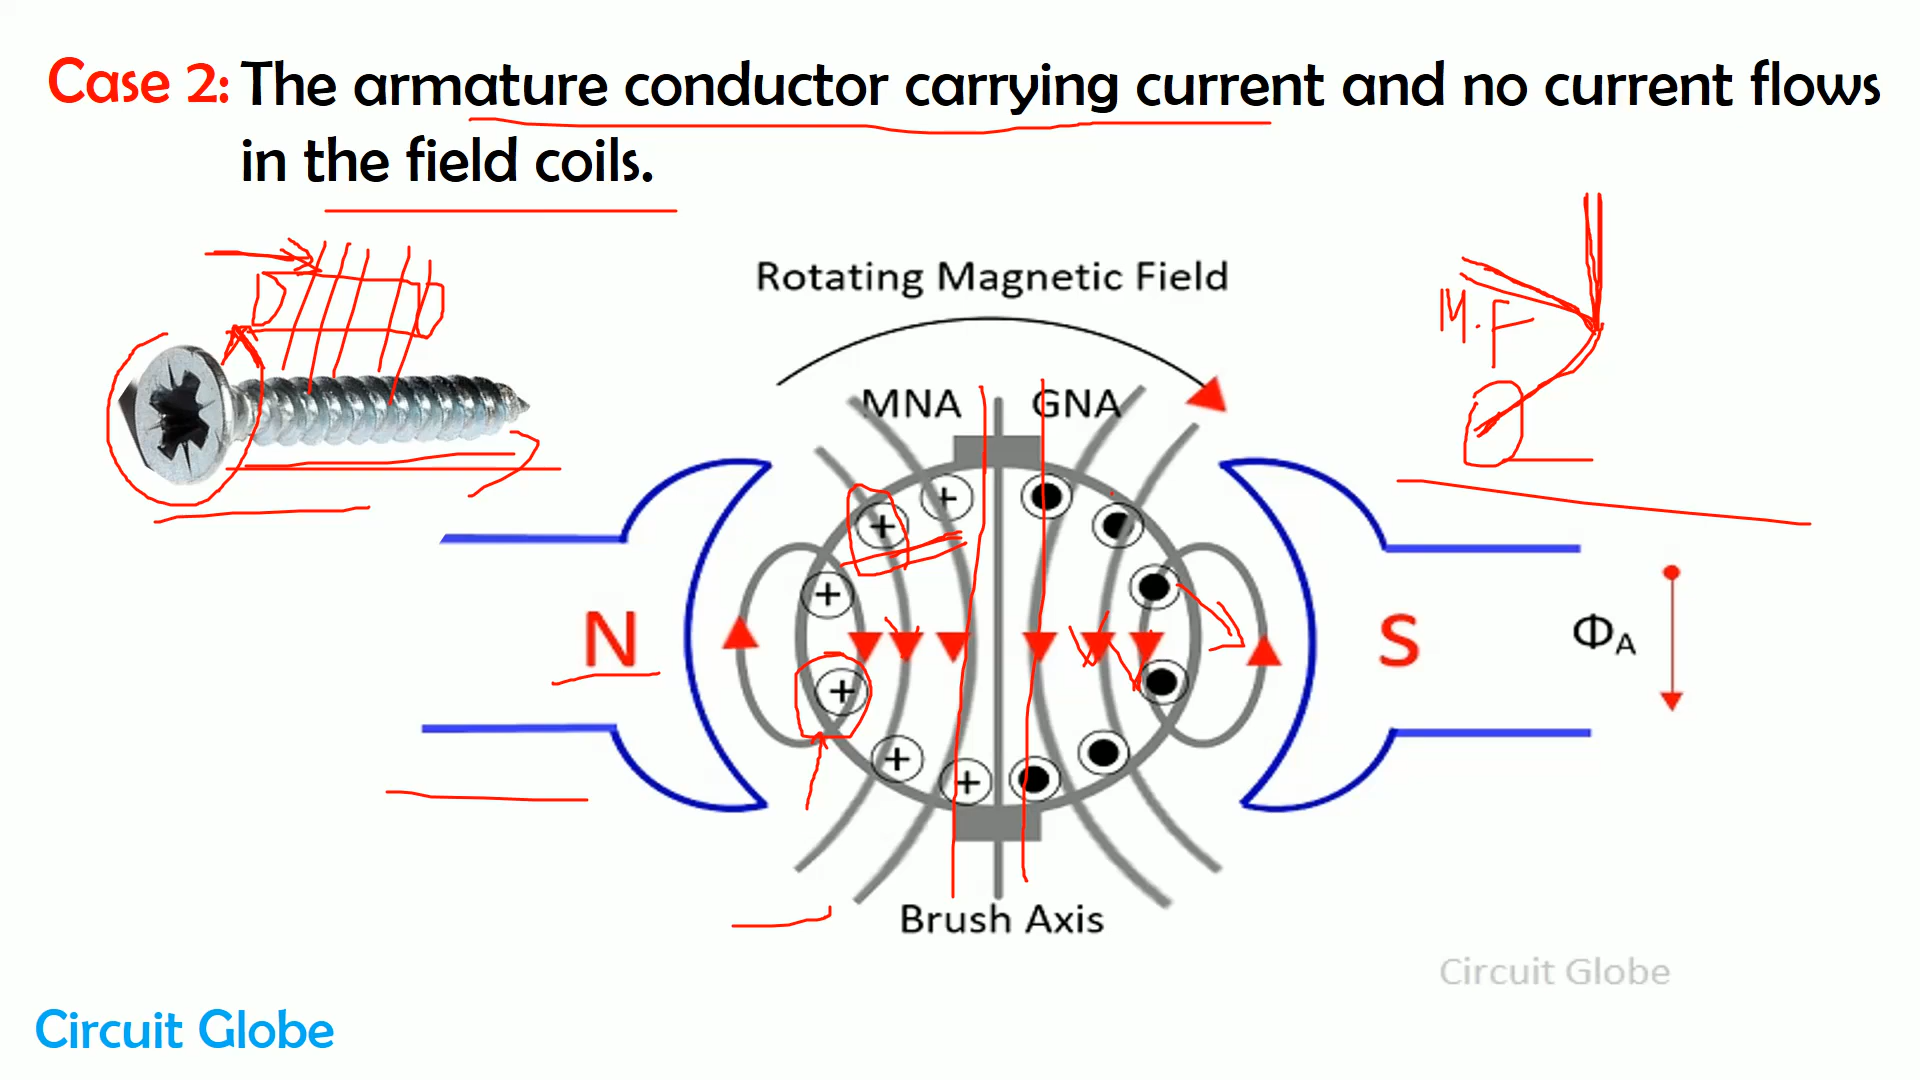 Case 2: The armature conductor carrying current and no current flows
in the field coils.
Rotating Magnetic Field
M.F
MNA GNA
N
S
ΦA
Brush Axis
Circuit Globe
Circuit Globe